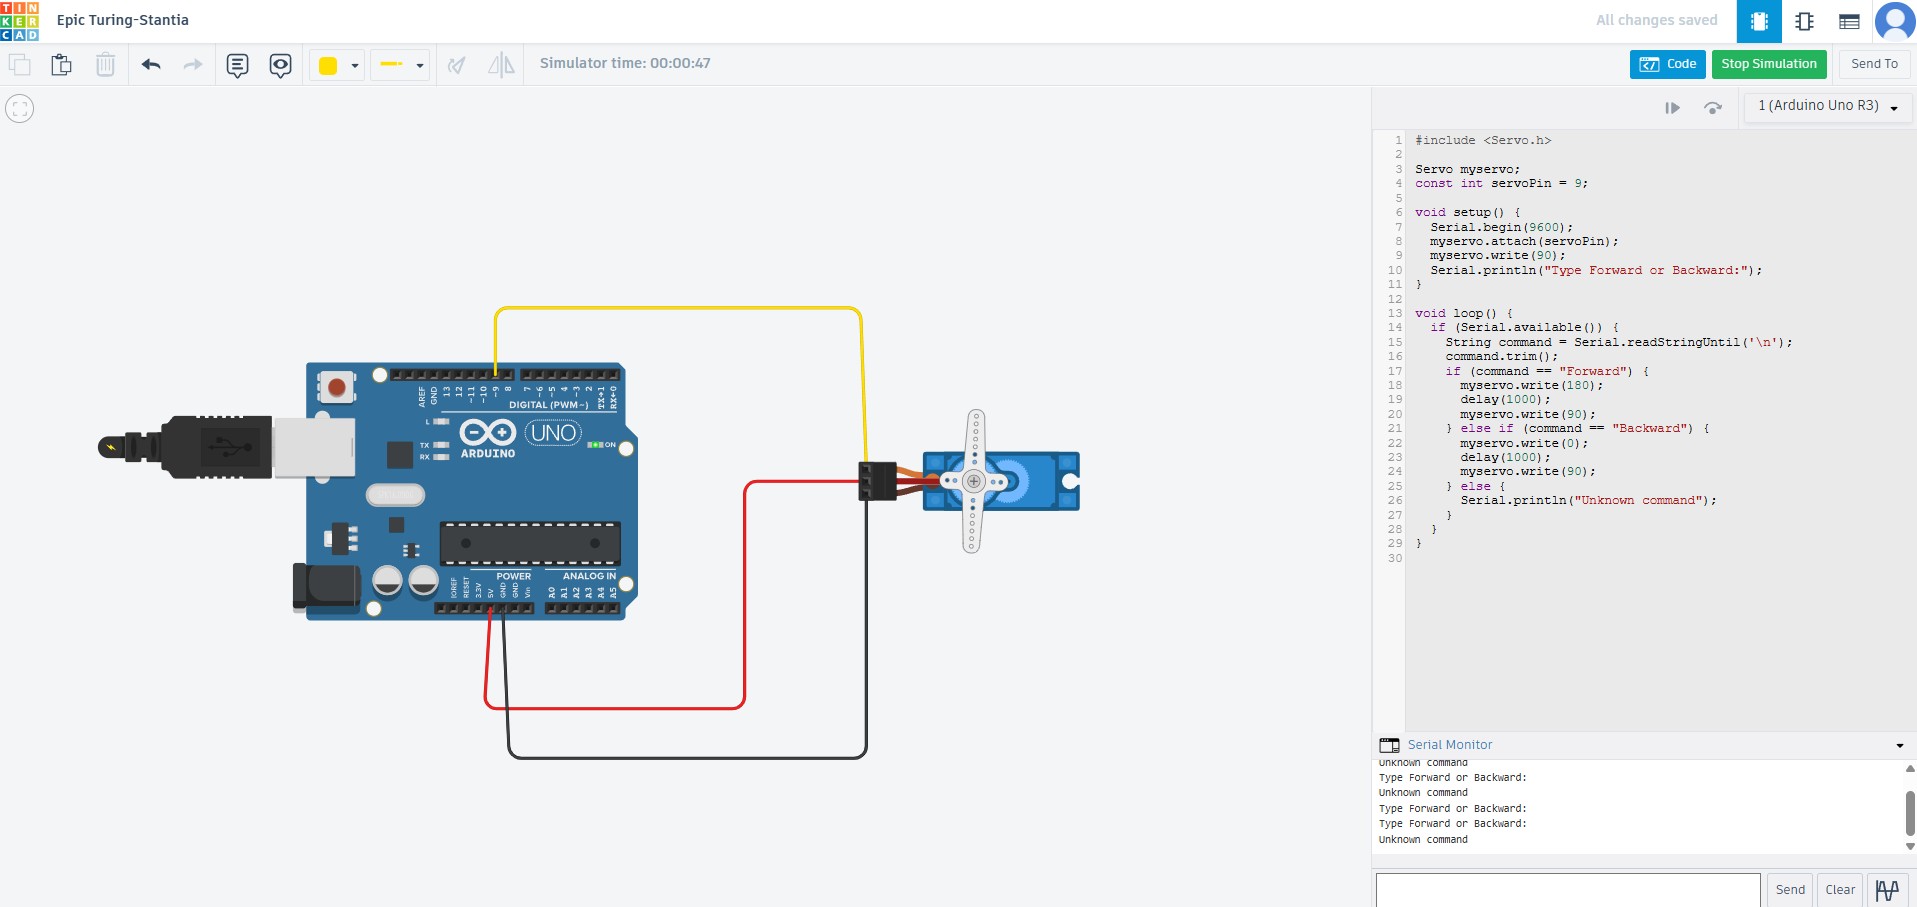 TIN
KER
CAD
Epic Turing-Stantia
All changes saved
Simulator time: 00:00:47
Code
Stop Simulation
Send To
1 (Arduino Uno R3)
1 #include <Servo.h>
2
3 Servo myservo;
4 const int servoPin = 9;
5
6 void setup() {
7 Serial.begin(9600);
8 myservo.attach(servoPin);
9 myservo.write(90);
10 Serial.println("Type Forward or Backward:");
11 }
12
13 void loop() {
14 if (Serial.available()) {
15 String command = Serial.readStringUntil('\n');
16 command.trim();
17 if (command == "Forward") {
18 myservo.write(180);
19 delay(1000);
20 myservo.write(90);
21 } else if (command == "Backward") {
22 myservo.write(0);
23 delay(1000);
24 myservo.write(90);
25 } else {
26 Serial.println("Unknown command");
27 }
28 }
29 }
30
AREF GND 13 12 ~11 ~10 ~9 8 7 ~6 ~5 4 ~3 2 TX→1 RX←0
DIGITAL (PWM~)
L
TX
RX
UNO
ARDUINO
ON
POWER
ANALOG IN
IOREF RESET 3.3V 5V GND GND Vin A0 A1 A2 A3 A4 A5
Serial Monitor
Unknown command
Type Forward or Backward:
Unknown command
Type Forward or Backward:
Type Forward or Backward:
Unknown command
Send
Clear